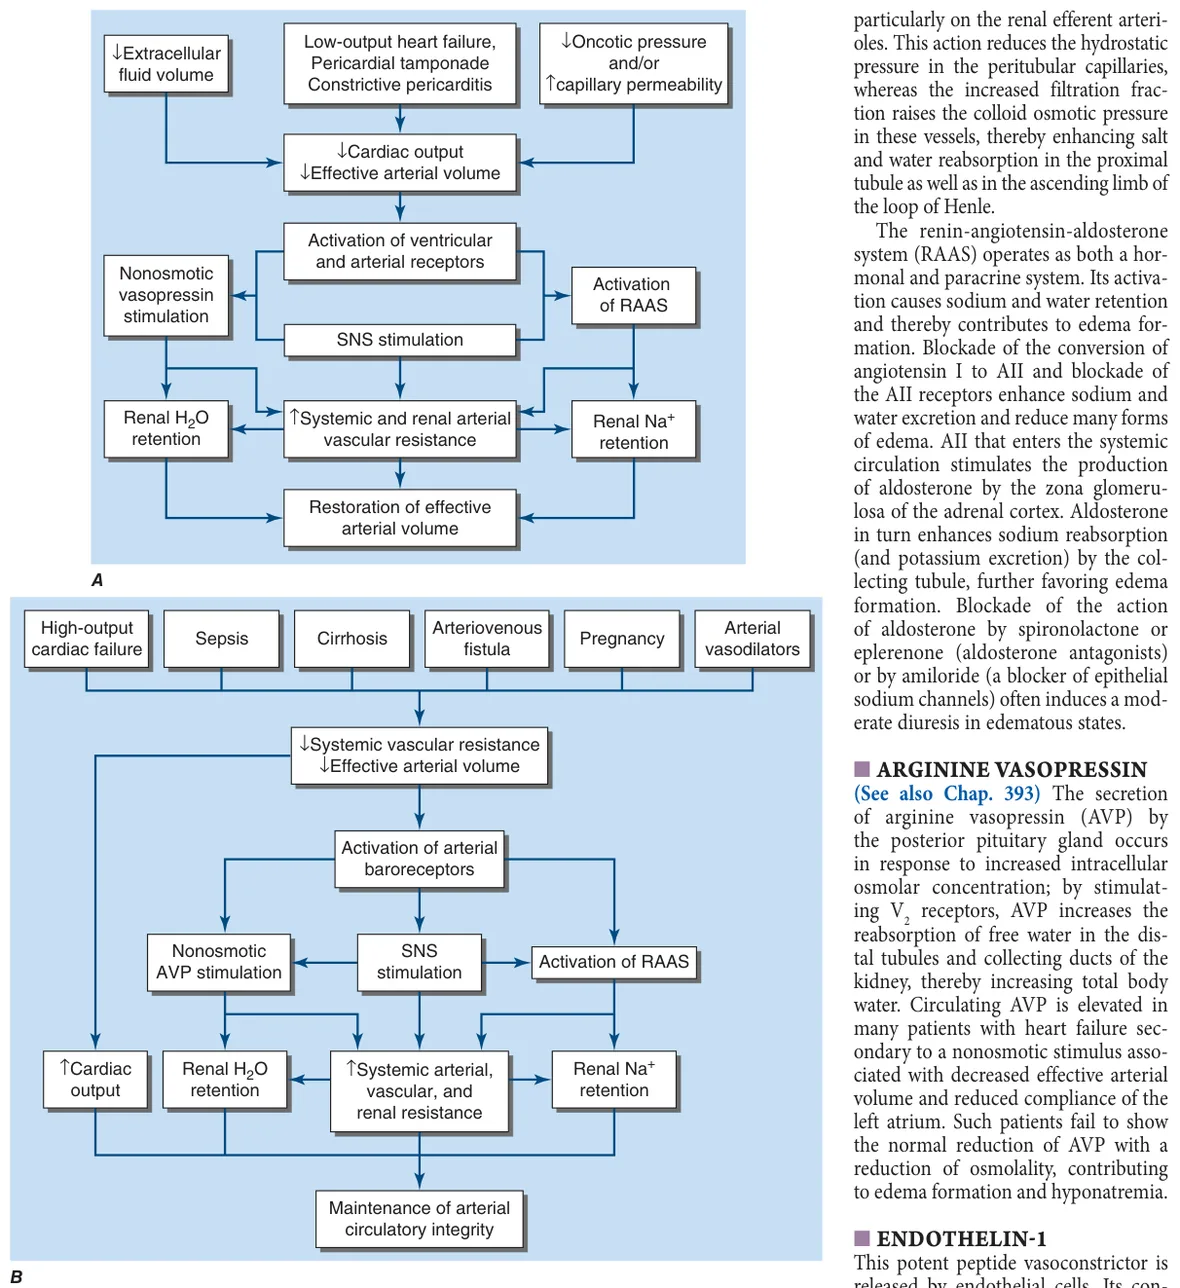 ↓Extracellular
fluid volume
Low-output heart failure,
Pericardial tamponade
Constrictive pericarditis
↓Oncotic pressure
and/or
↑capillary permeability
↓Cardiac output
↓Effective arterial volume
Activation of ventricular
and arterial receptors
Nonosmotic
vasopressin
stimulation
Activation
of RAAS
SNS stimulation
Renal H₂O
retention
↑Systemic and renal arterial
vascular resistance
Renal Na⁺
retention
Restoration of effective
arterial volume
A
High-output
cardiac failure
Sepsis
Cirrhosis
Arteriovenous
fistula
Pregnancy
Arterial
vasodilators
↓Systemic vascular resistance
↓Effective arterial volume
Activation of arterial
baroreceptors
Nonosmotic
AVP stimulation
SNS
stimulation
Activation of RAAS
↑Cardiac
output
Renal H₂O
retention
↑Systemic arterial,
vascular, and
renal resistance
Renal Na⁺
retention
Maintenance of arterial
circulatory integrity
B
particularly on the renal efferent arteri-
oles. This action reduces the hydrostatic
pressure in the peritubular capillaries,
whereas the increased filtration frac-
tion raises the colloid osmotic pressure
in these vessels, thereby enhancing salt
and water reabsorption in the proximal
tubule as well as in the ascending limb of
the loop of Henle.
The renin-angiotensin-aldosterone
system (RAAS) operates as both a hor-
monal and paracrine system. Its activa-
tion causes sodium and water retention
and thereby contributes to edema for-
mation. Blockade of the conversion of
angiotensin I to AII and blockade of
the AII receptors enhance sodium and
water excretion and reduce many forms
of edema. AII that enters the systemic
circulation stimulates the production
of aldosterone by the zona glomeru-
losa of the adrenal cortex. Aldosterone
in turn enhances sodium reabsorption
(and potassium excretion) by the col-
lecting tubule, further favoring edema
formation. Blockade of the action
of aldosterone by spironolactone or
eplerenone (aldosterone antagonists)
or by amiloride (a blocker of epithelial
sodium channels) often induces a mod-
erate diuresis in edematous states.
■ ARGININE VASOPRESSIN
(See also Chap. 393) The secretion
of arginine vasopressin (AVP) by
the posterior pituitary gland occurs
in response to increased intracellular
osmolar concentration; by stimulat-
ing V₂ receptors, AVP increases the
reabsorption of free water in the dis-
tal tubules and collecting ducts of the
kidney, thereby increasing total body
water. Circulating AVP is elevated in
many patients with heart failure sec-
ondary to a nonosmotic stimulus asso-
ciated with decreased effective arterial
volume and reduced compliance of the
left atrium. Such patients fail to show
the normal reduction of AVP with a
reduction of osmolality, contributing
to edema formation and hyponatremia.
■ ENDOTHELIN-1
This potent peptide vasoconstrictor is
released by endothelial cells. Its con-